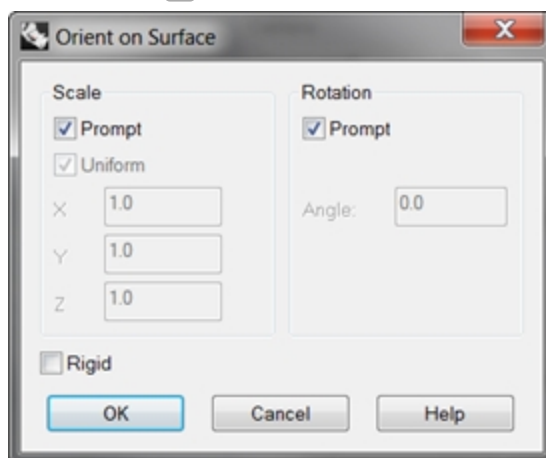 Orient on Surface
Scale
Prompt
Uniform
X 1.0
Y 1.0
Z 1.0
Rotation
Prompt
Angle: 0.0
Rigid
OK Cancel Help